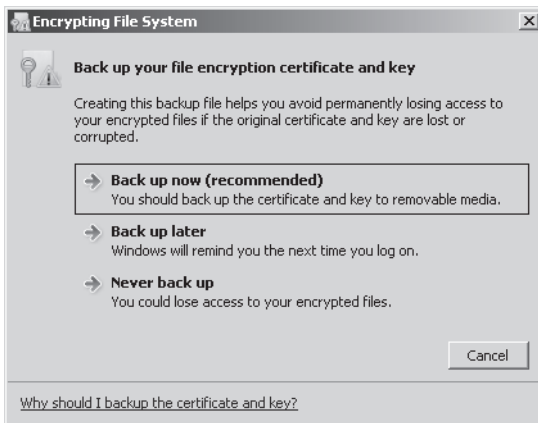 Encrypting File System
Back up your file encryption certificate and key
Creating this backup file helps you avoid permanently losing access to
your encrypted files if the original certificate and key are lost or
corrupted.
Back up now (recommended)
You should back up the certificate and key to removable media.
Back up later
Windows will remind you the next time you log on.
Never back up
You could lose access to your encrypted files.
Cancel
Why should I backup the certificate and key?